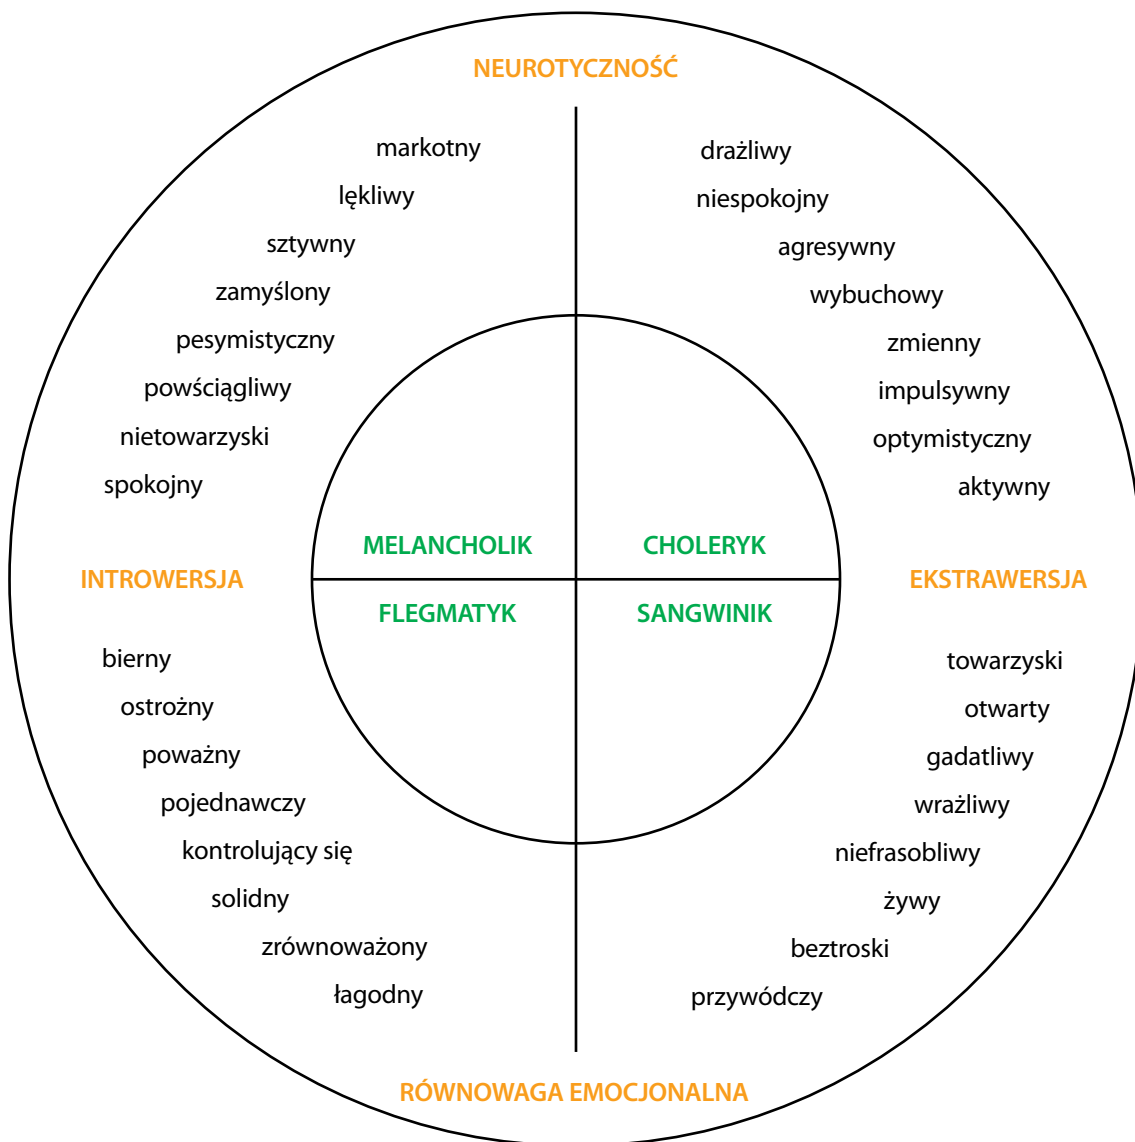 NEUROTYCZNOŚĆ
markotny
lękliwy
sztywny
zamyślony
pesymistyczny
powściągliwy
nietowarzyski
spokojny
drażliwy
niespokojny
agresywny
wybuchowy
zmienny
impulsywny
optymistyczny
aktywny
MELANCHOLIK
CHOLERYK
INTROWERSJA
EKSTRAWERSJA
FLEGMATYK
SANGWINIK
bierny
ostrożny
poważny
pojednawczy
kontrolujący się
solidny
zrównoważony
łagodny
towarzyski
otwarty
gadatliwy
wrażliwy
niefrasobliwy
żywy
beztroski
przywódczy
RÓWNOWAGA EMOCJONALNA